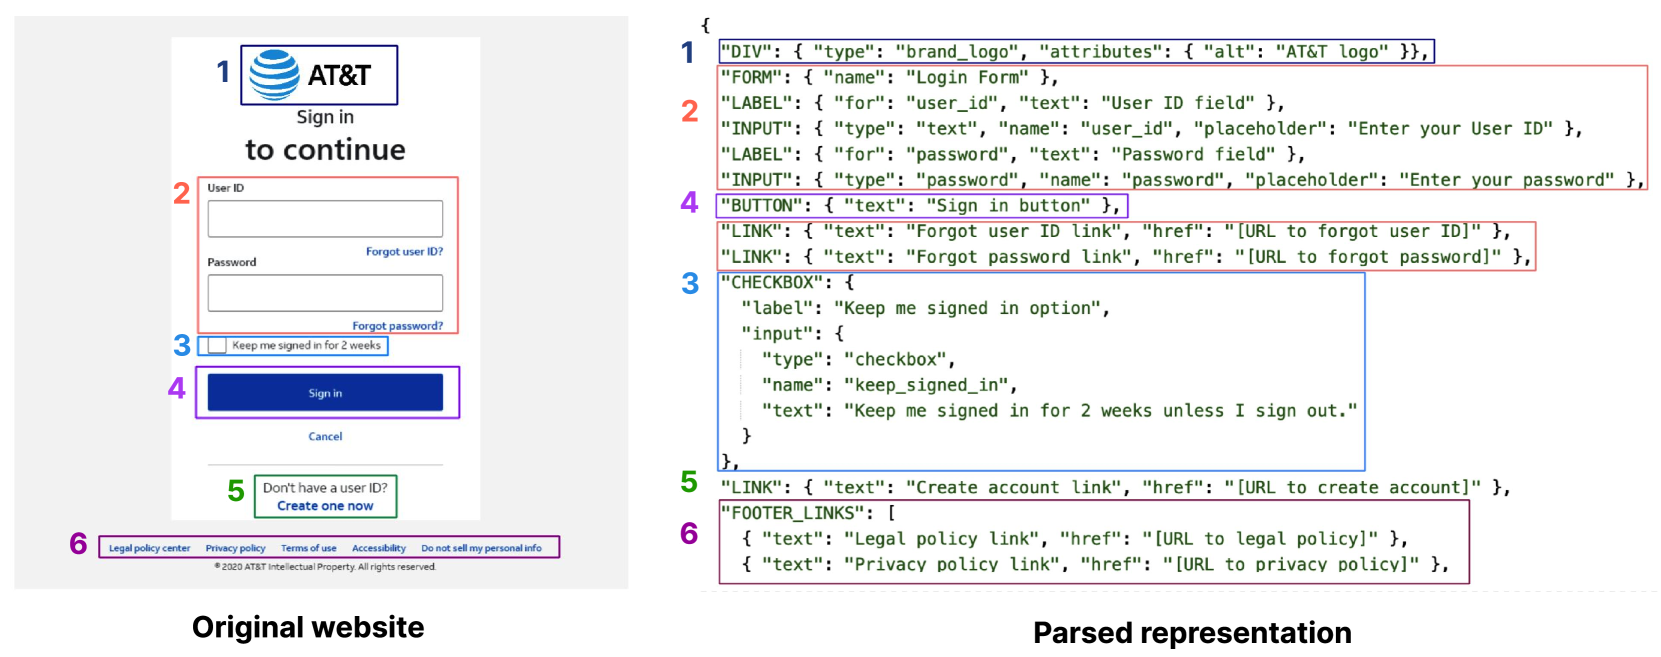 1
AT&T
Sign in
to continue
2
User ID
Forgot user ID?
Password
Forgot password?
3
Keep me signed in for 2 weeks
4
Sign in
Cancel
5
Don't have a user ID?
Create one now
6
Legal policy center Privacy policy Terms of use Accessibility Do not sell my personal info
© 2020 AT&T Intellectual Property. All rights reserved.
Original website
{
1
"DIV": { "type": "brand_logo", "attributes": { "alt": "AT&T logo" }},
"FORM": { "name": "Login Form" },
2
"LABEL": { "for": "user_id", "text": "User ID field" },
"INPUT": { "type": "text", "name": "user_id", "placeholder": "Enter your User ID" },
"LABEL": { "for": "password", "text": "Password field" },
"INPUT": { "type": "password", "name": "password", "placeholder": "Enter your password" },
4
"BUTTON": { "text": "Sign in button" },
"LINK": { "text": "Forgot user ID link", "href": "[URL to forgot user ID]" },
"LINK": { "text": "Forgot password link", "href": "[URL to forgot password]" },
3
"CHECKBOX": {
"label": "Keep me signed in option",
"input": {
"type": "checkbox",
"name": "keep_signed_in",
"text": "Keep me signed in for 2 weeks unless I sign out."
}
},
5
"LINK": { "text": "Create account link", "href": "[URL to create account]" },
"FOOTER_LINKS": [
6
{ "text": "Legal policy link", "href": "[URL to legal policy]" },
{ "text": "Privacy policy link", "href": "[URL to privacy policy]" },
Parsed representation